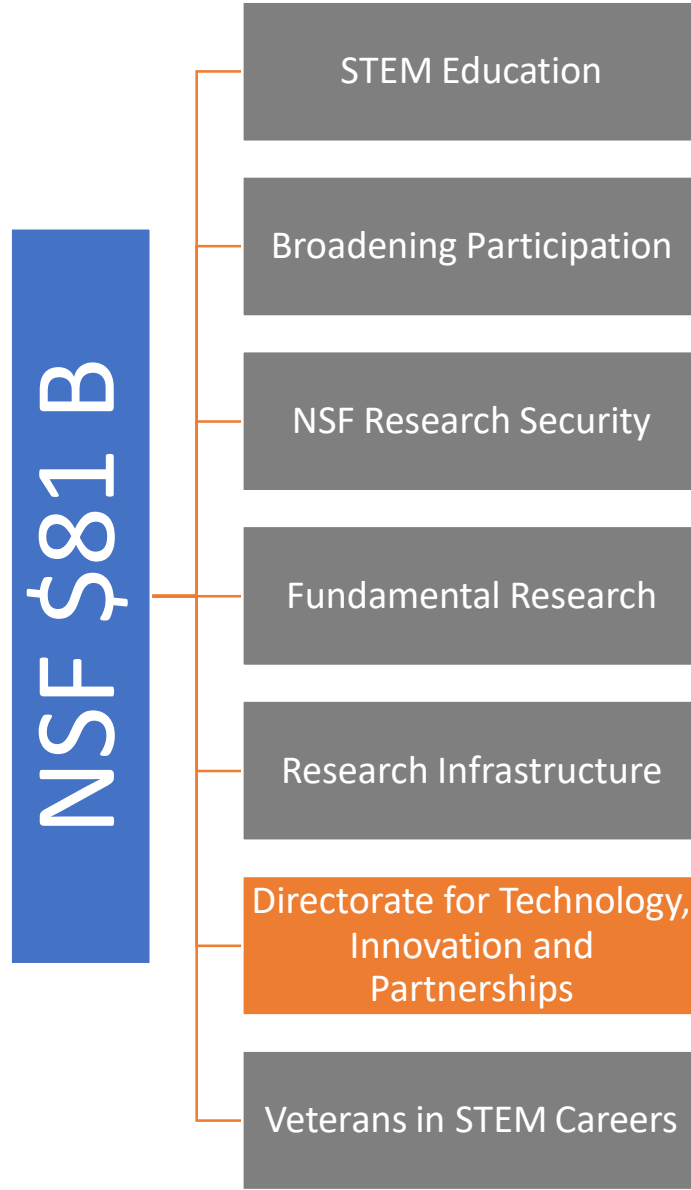 NSF $81 B
STEM Education
Broadening Participation
NSF Research Security
Fundamental Research
Research Infrastructure
Directorate for Technology,
Innovation and
Partnerships
Veterans in STEM Careers